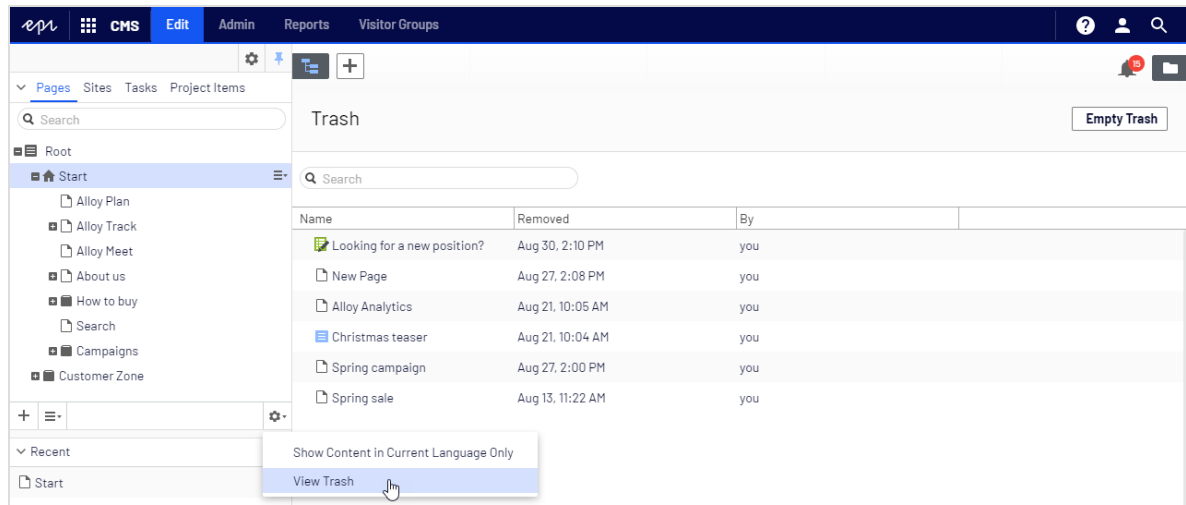 epi CMS Edit Admin Reports Visitor Groups
15
Pages Sites Tasks Project Items
Search
Root
Start
Alloy Plan
Alloy Track
Alloy Meet
About us
How to buy
Search
Campaigns
Customer Zone
Recent
Start
Show Content in Current Language Only
View Trash
Trash
Empty Trash
Search
Name Removed By
Looking for a new position? Aug 30, 2:10 PM you
New Page Aug 27, 2:08 PM you
Alloy Analytics Aug 21, 10:05 AM you
Christmas teaser Aug 21, 10:04 AM you
Spring campaign Aug 27, 2:00 PM you
Spring sale Aug 13, 11:22 AM you